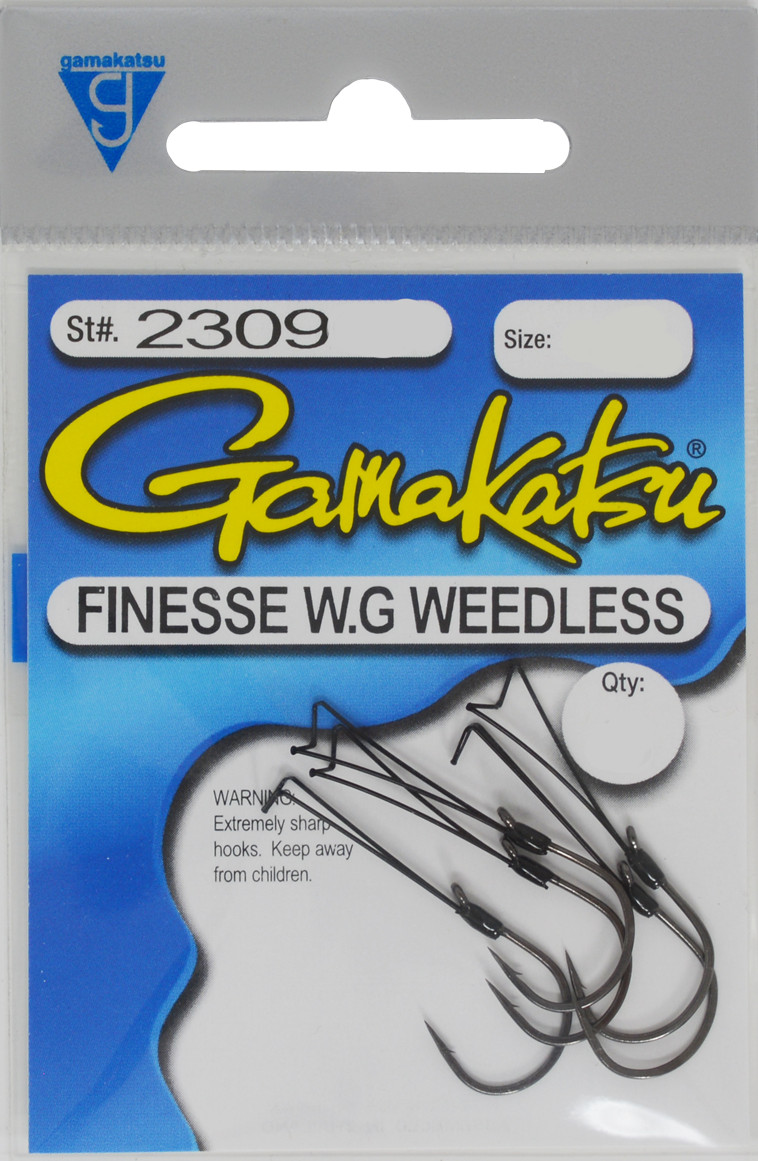 gamakatsu
St#. 2309
Size:
Gamakatsu®
FINESSE W.G WEEDLESS
Qty:
WARNING:
Extremely sharp
hooks. Keep away
from children.